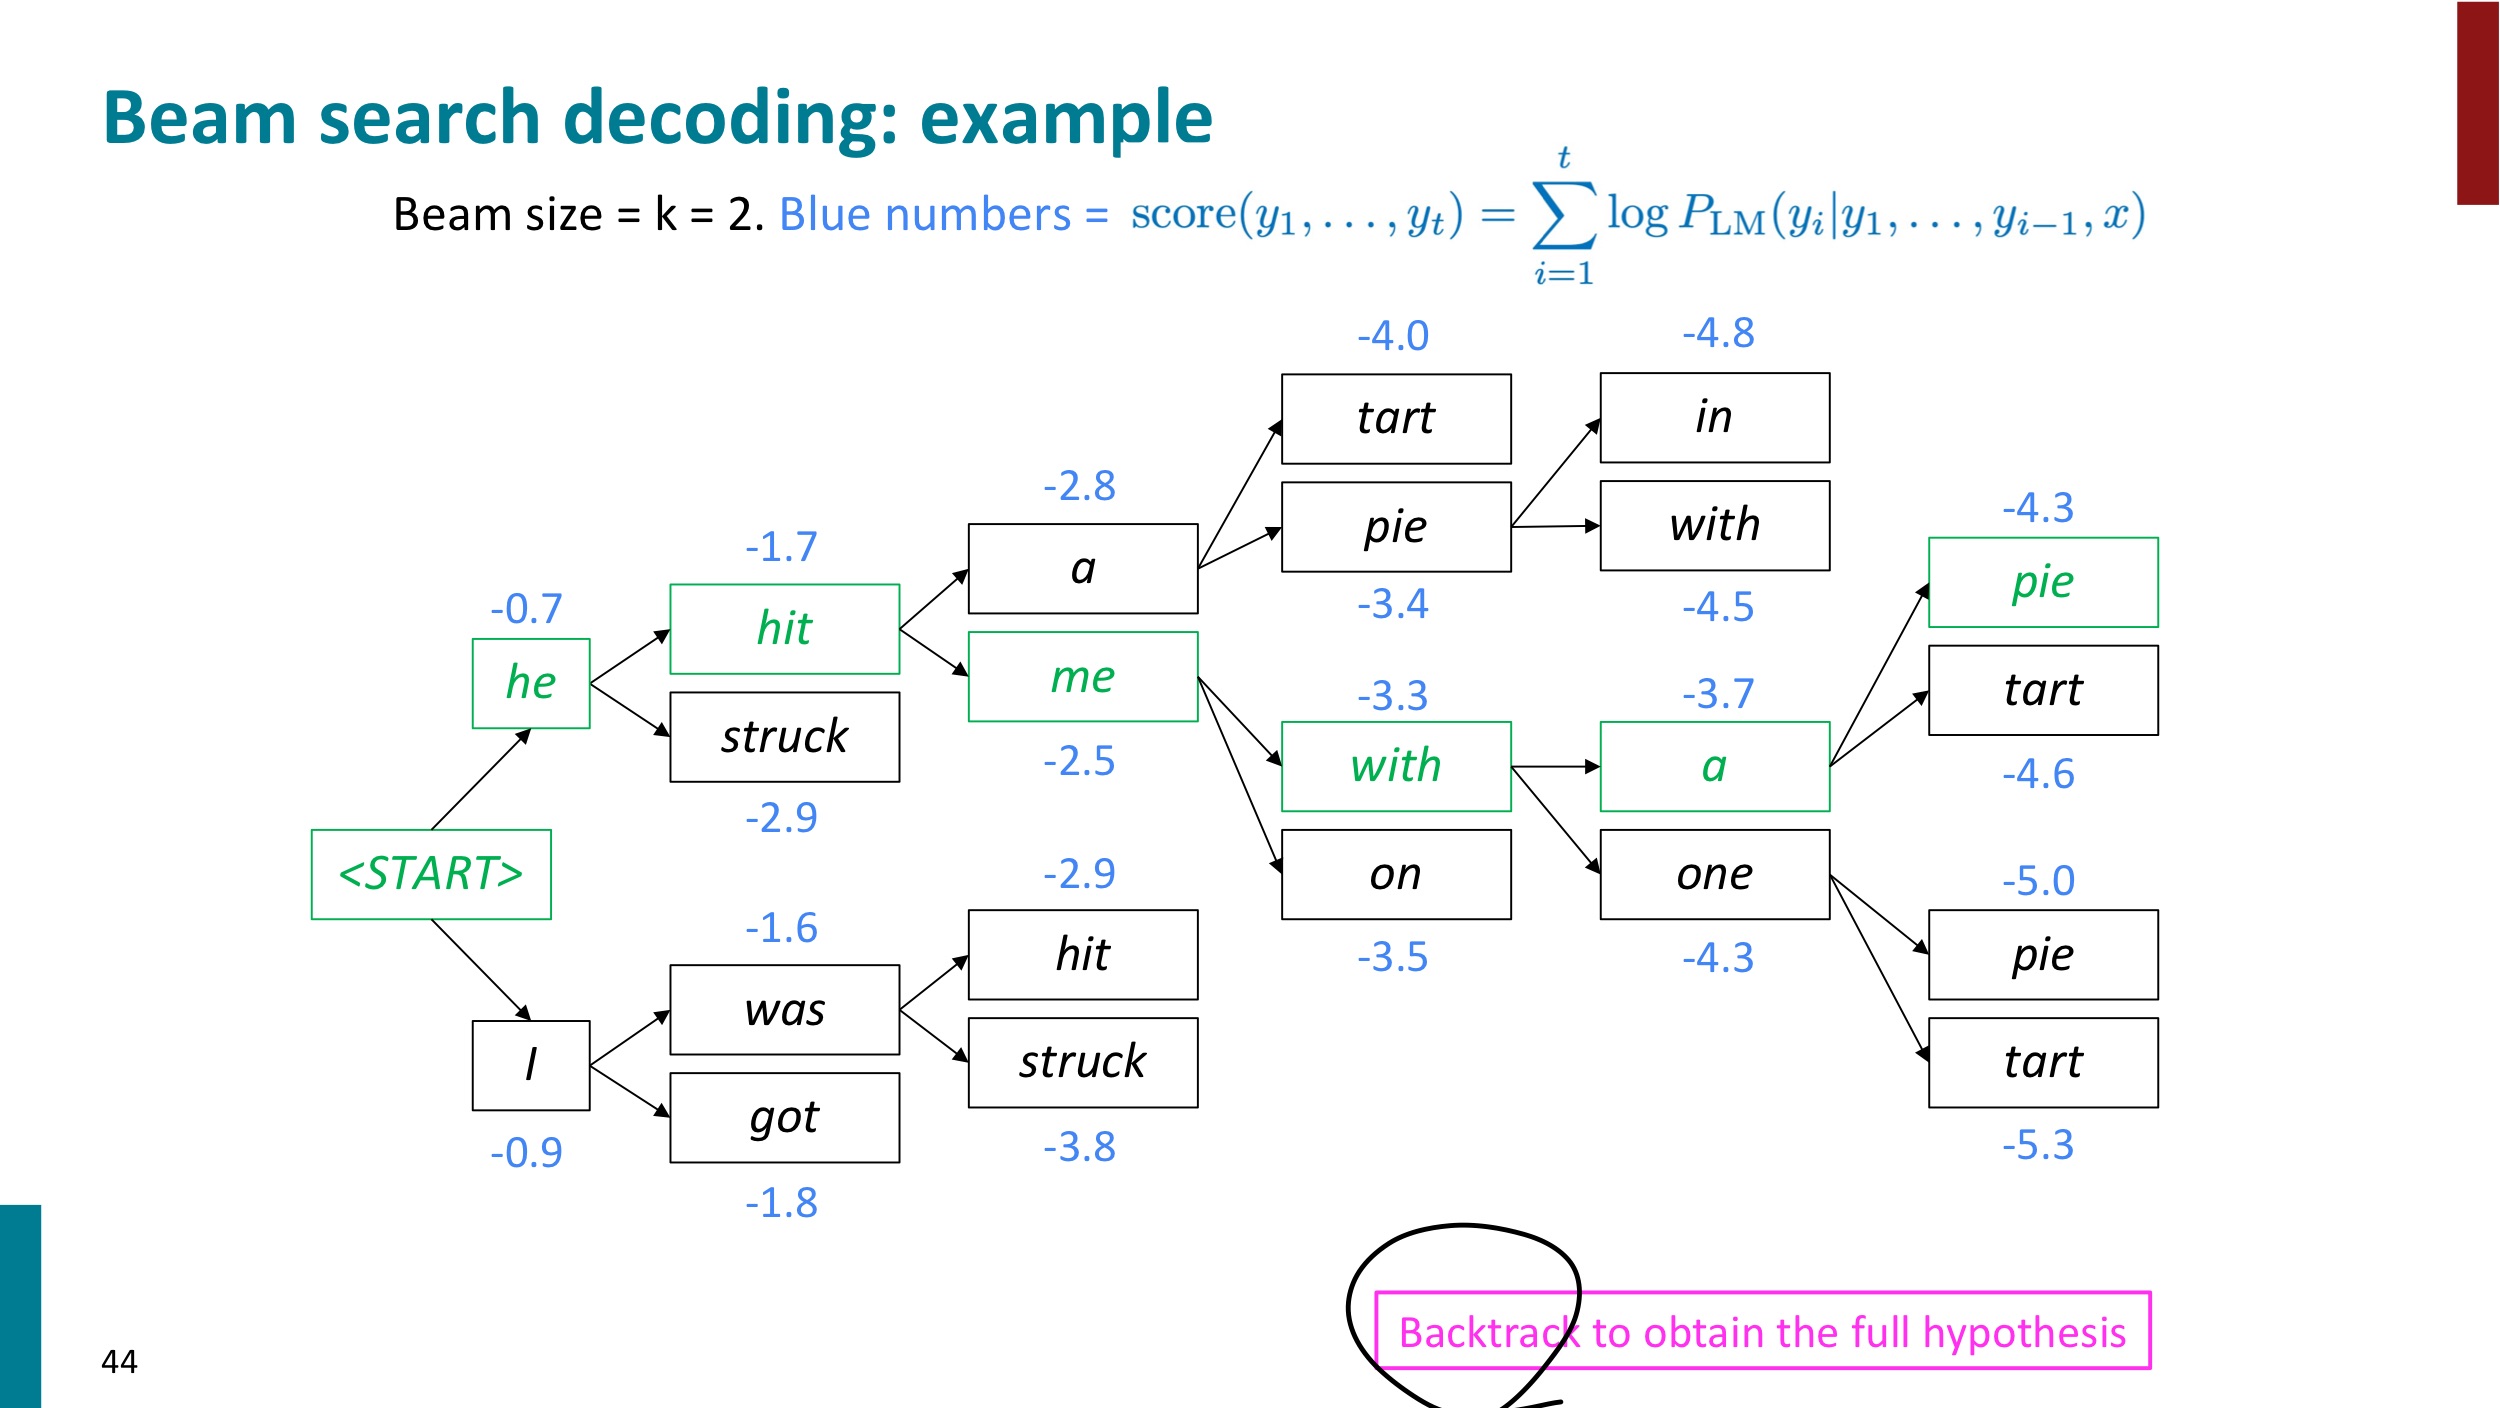 Beam search decoding: example
Beam size = k = 2. Blue numbers = score(y_1, ..., y_t) = \sum_{i=1}^{t} log P_{LM}(y_i|y_1, ..., y_{i-1}, x)
-4.0
-4.8
tart
in
-2.8
-4.3
a
pie
with
pie
-1.7
-3.4
-4.5
-0.7
hit
me
tart
he
-3.3
-3.7
struck
-2.5
with
a
-4.6
-2.9
<START>
-2.9
on
one
-5.0
-1.6
hit
-3.5
-4.3
pie
was
struck
tart
I
got
-0.9
-3.8
-5.3
-1.8
Backtrack to obtain the full hypothesis
44